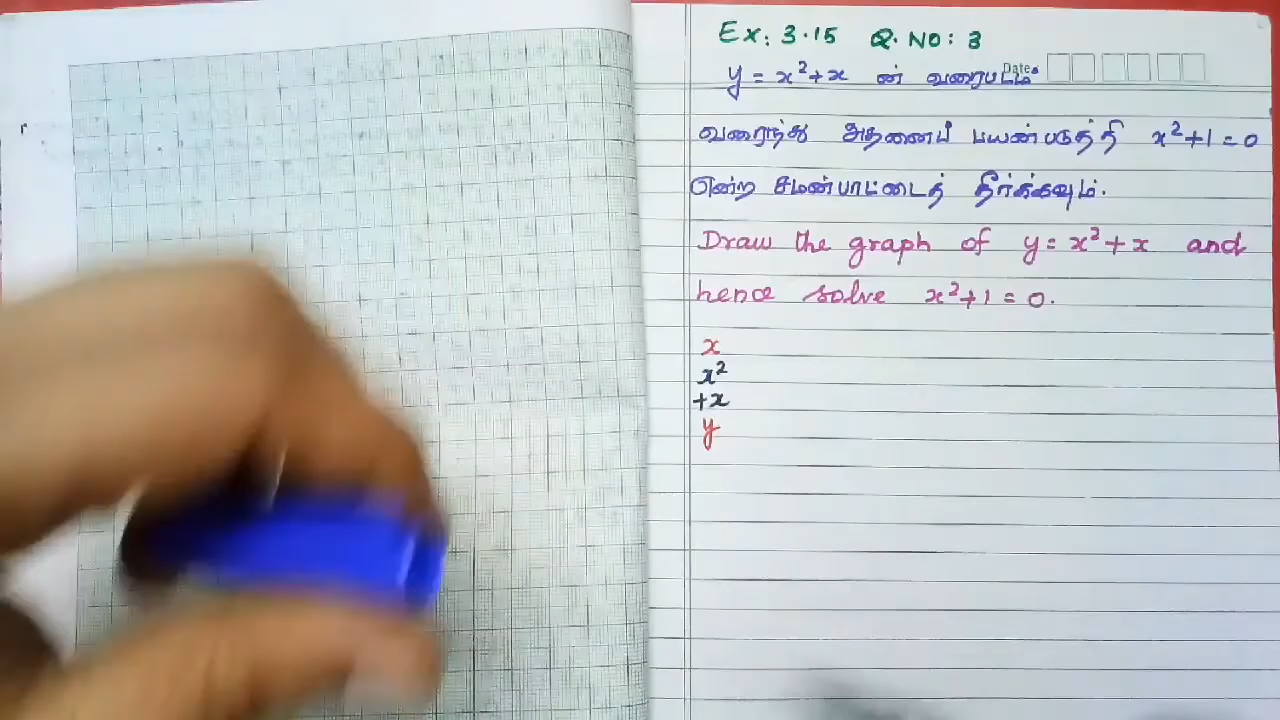 Ex: 3.15 Q. NO: 3
Date
y = x²+x ன் வரைபடம்
வரைந்து அதனைப் பயன்படுத்தி x²+1=0
என்ற சமன்பாட்டைத் தீர்க்கவும்.
Draw the graph of y = x²+x and
hence solve x²+1 = 0.
x
x²
+x
y